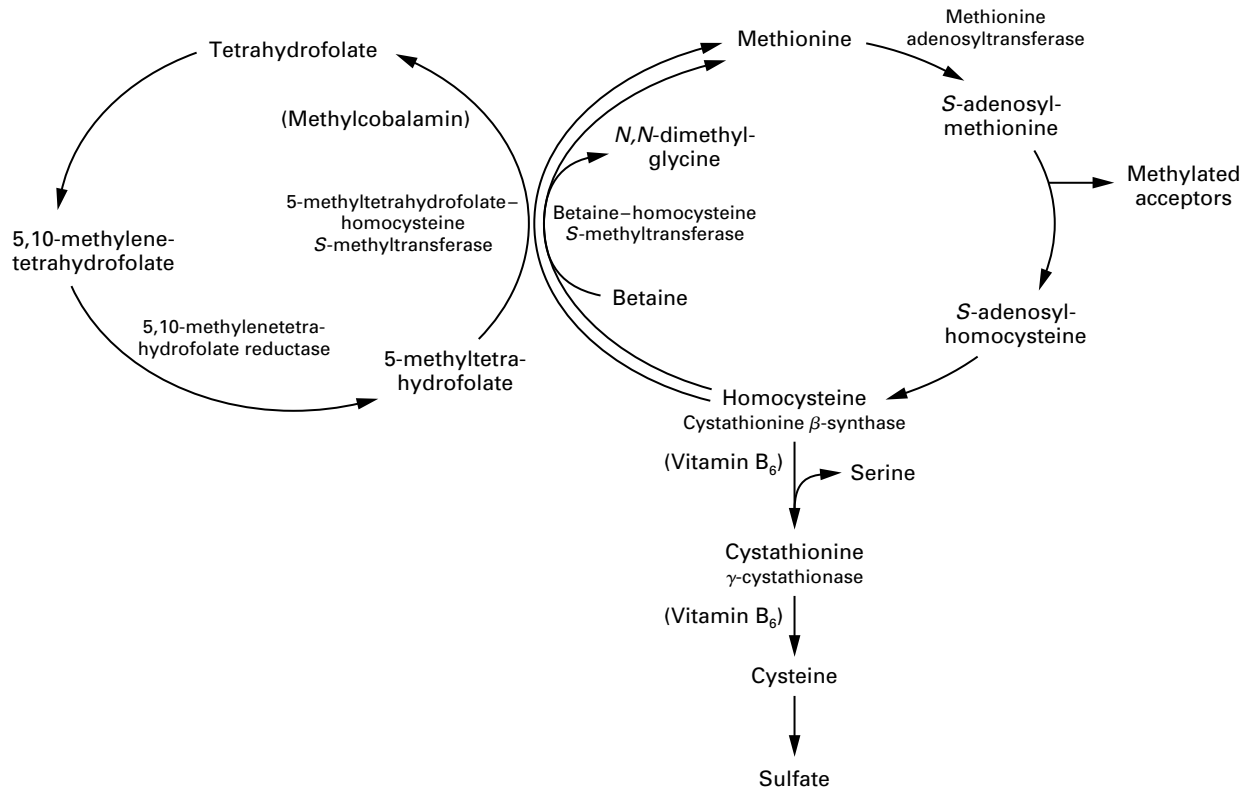 Methionine
adenosyltransferase
Tetrahydrofolate
Methionine
(Methylcobalamin)
S-adenosyl-
methionine
N,N-dimethyl-
glycine
Methylated
acceptors
5-methyltetrahydrofolate–
homocysteine
S-methyltransferase
Betaine–homocysteine
S-methyltransferase
5,10-methylene-
tetrahydrofolate
Betaine
5,10-methylenetetra-
hydrofolate reductase
S-adenosyl-
homocysteine
5-methyltetra-
hydrofolate
Homocysteine
Cystathionine β-synthase
(Vitamin B₆)
Serine
Cystathionine
γ-cystathionase
(Vitamin B₆)
Cysteine
Sulfate